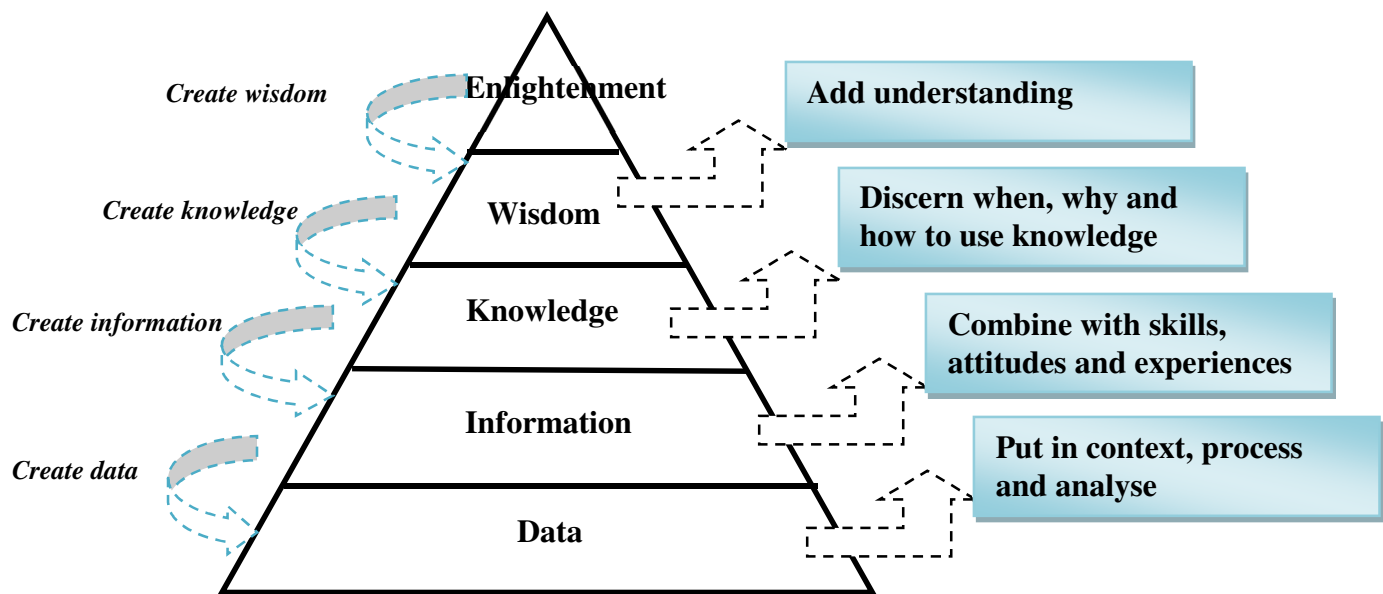 Enlightenment
Create wisdom
Add understanding
Wisdom
Create knowledge
Discern when, why and
how to use knowledge
Knowledge
Create information
Combine with skills,
attitudes and experiences
Information
Create data
Put in context, process
and analyse
Data